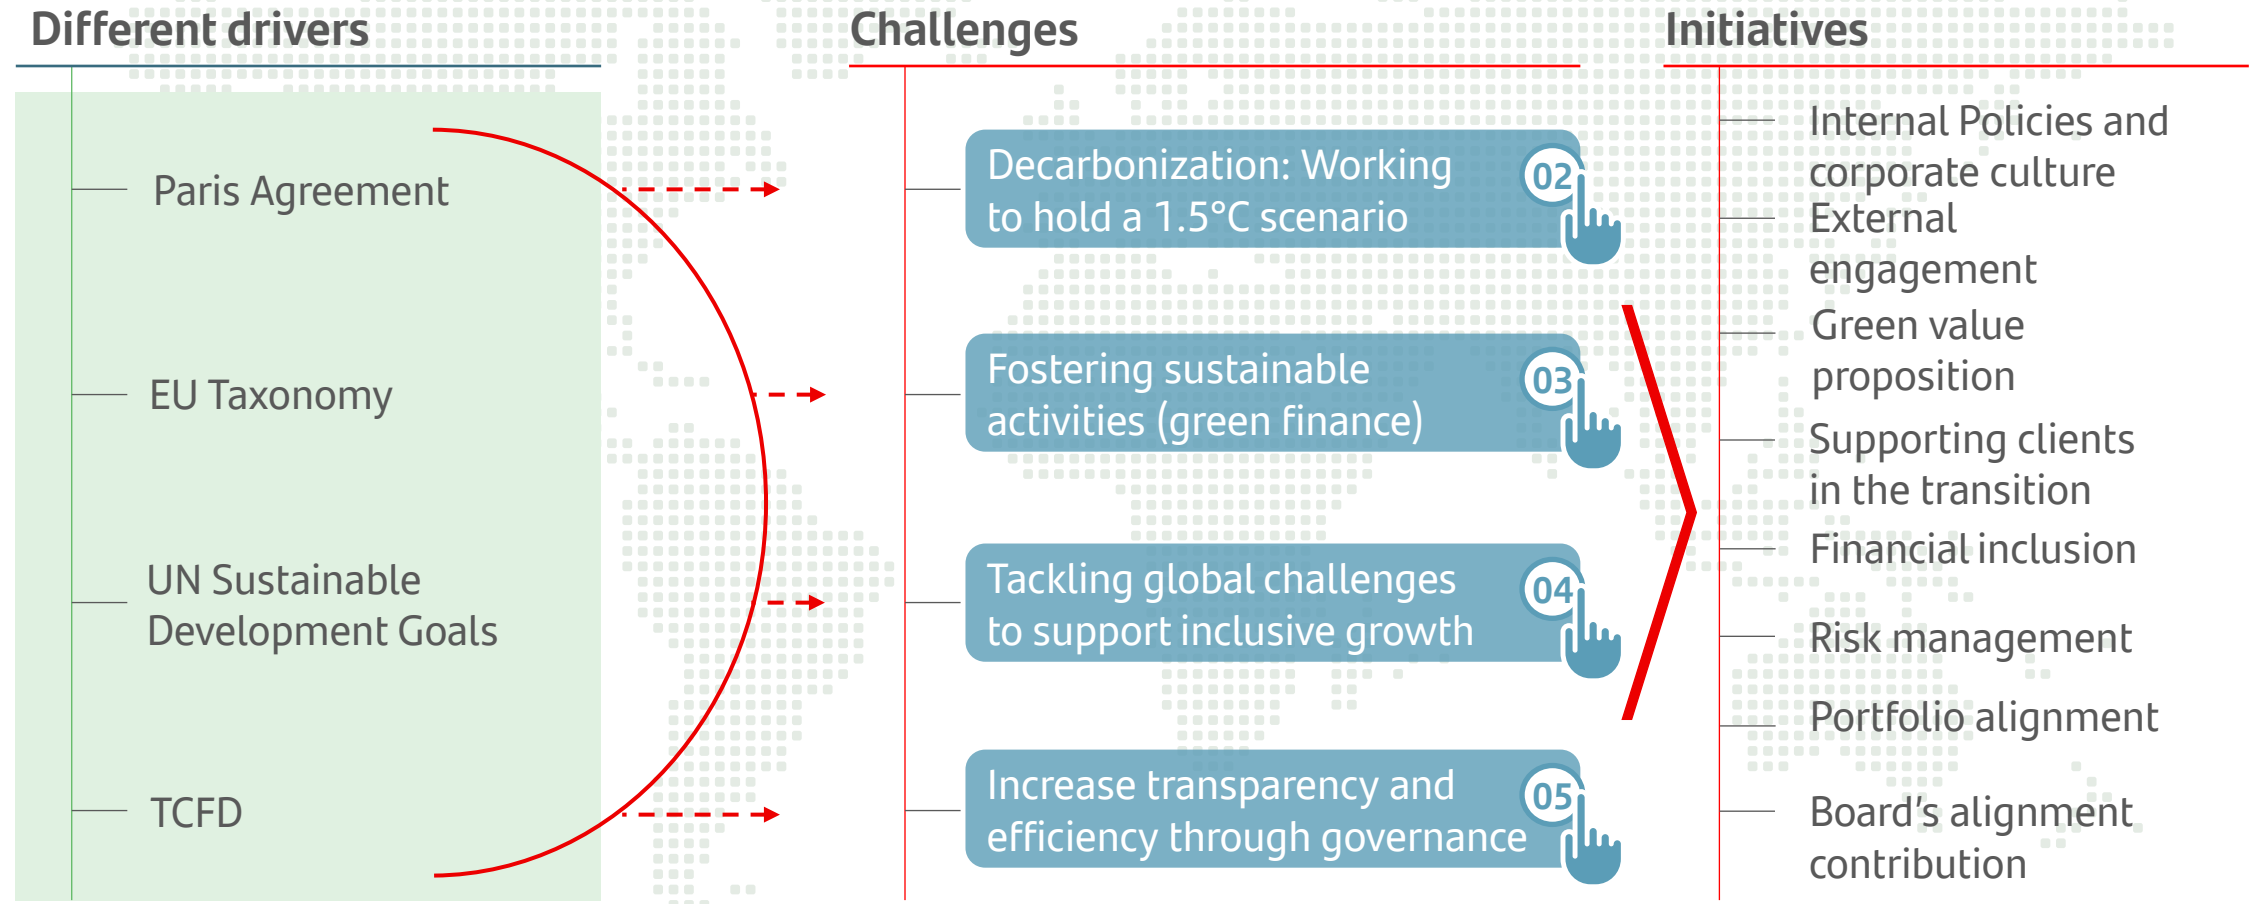 Different drivers
Paris Agreement
EU Taxonomy
UN Sustainable
Development Goals
TCFD
Challenges
Decarbonization: Working
to hold a 1.5°C scenario
02
Fostering sustainable
activities (green finance)
03
Tackling global challenges
to support inclusive growth
04
Increase transparency and
efficiency through governance
05
Initiatives
Internal Policies and
corporate culture
External
engagement
Green value
proposition
Supporting clients
in the transition
Financial inclusion
Risk management
Portfolio alignment
Board's alignment
contribution